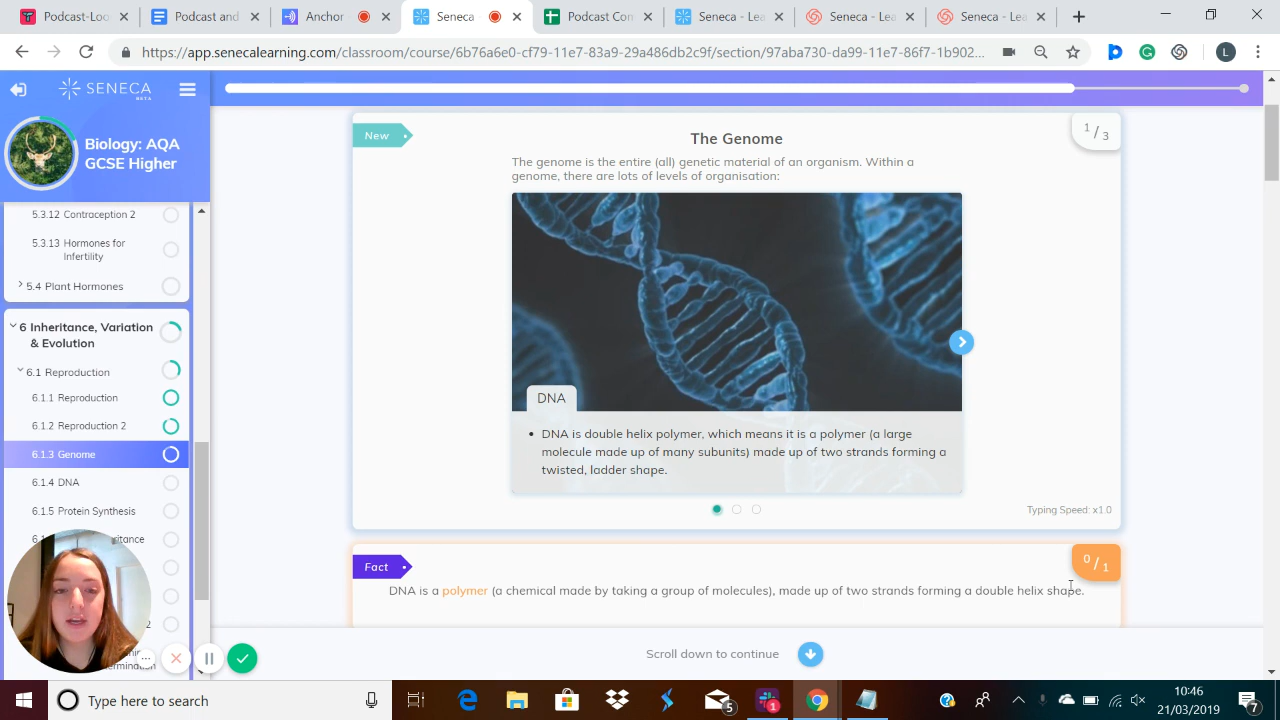 Podcast-Loc
Podcast and
Anchor
Seneca
Podcast Con
Seneca - Lea
Seneca - Lea
Seneca - Lea
https://app.senecalearning.com/classroom/course/6b76a6e0-cf79-11e7-83a9-29a486db2c9f/section/97aba730-da99-11e7-86f7-1b902...
L
SENECA
BETA
Biology: AQA
GCSE Higher
5.3.12 Contraception 2
5.3.13 Hormones for
Infertility
5.4 Plant Hormones
6 Inheritance, Variation
& Evolution
6.1 Reproduction
6.1.1 Reproduction
6.1.2 Reproduction 2
6.1.3 Genome
6.1.4 DNA
6.1.5 Protein Synthesis
New
The Genome
1 / 3
The genome is the entire (all) genetic material of an organism. Within a
genome, there are lots of levels of organisation:
DNA
• DNA is double helix polymer, which means it is a polymer (a large
molecule made up of many subunits) made up of two strands forming a
twisted, ladder shape.
Typing Speed: x1.0
Fact
0 / 1
DNA is a polymer (a chemical made by taking a group of molecules), made up of two strands forming a double helix shape.
Scroll down to continue
Type here to search
5
1
10:46
21/03/2019
7